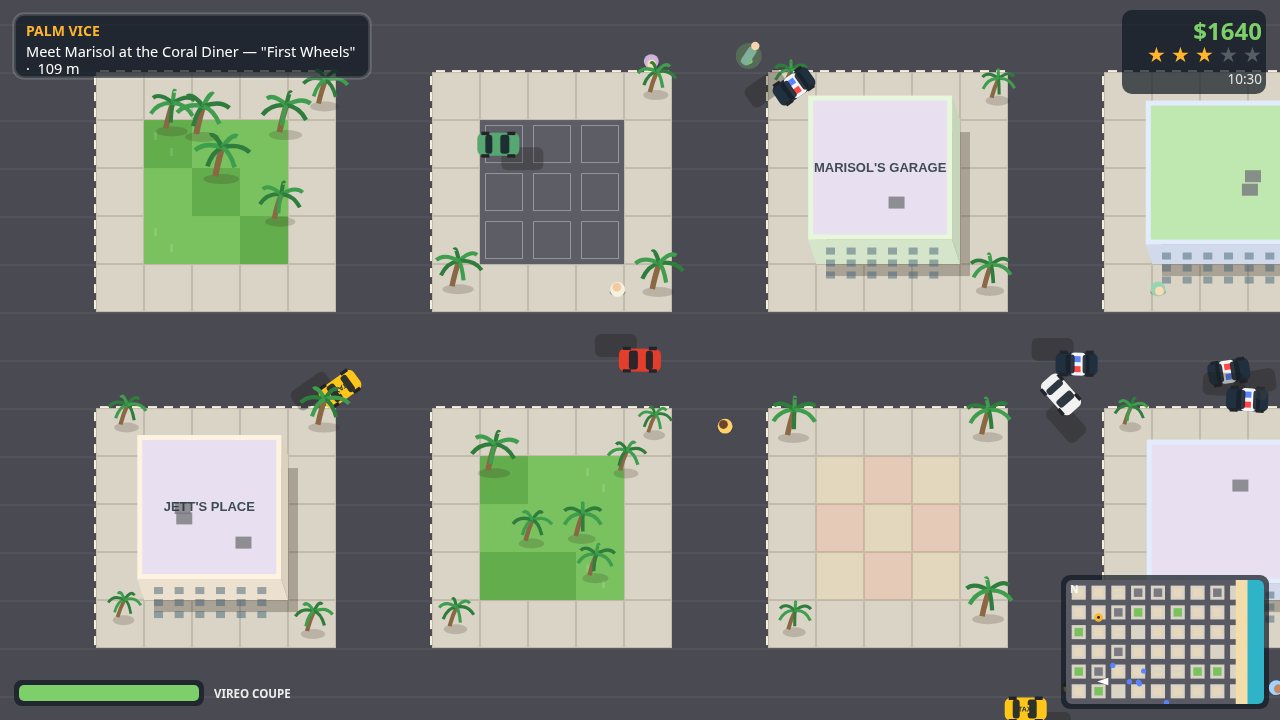 PALM VICE
Meet Marisol at the Coral Diner — "First Wheels"
· 109 m
$1640
10:30
MARISOL'S GARAGE
JETT'S PLACE
N
VIREO COUPE
TAXI